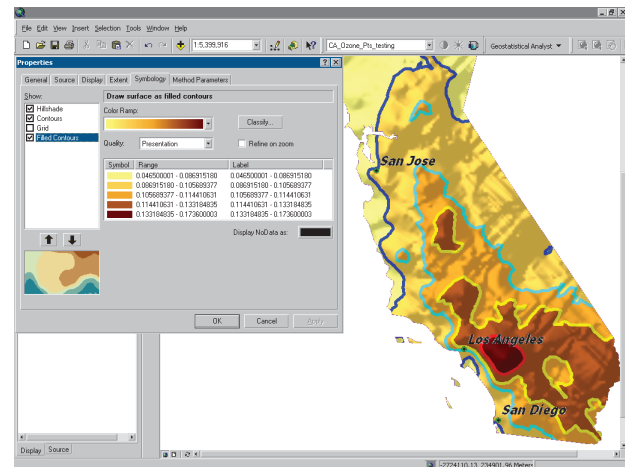 File Edit View Insert Selection Tools Window Help
1:5,399,916
CA_Ozone_Pts_testing
Geostatistical Analyst
Properties
General Source Display Extent Symbology Method Parameters
Show:
Hillshade
Contours
Grid
Filled Contours
Draw surface as filled contours
Color Ramp:
Classify...
Quality: Presentation
Refine on zoom
Symbol Range Label
0.046500001 - 0.086915180 0.046500001 - 0.086915180
0.086915180 - 0.105689377 0.086915180 - 0.105689377
0.105689377 - 0.114410631 0.105689377 - 0.114410631
0.114410631 - 0.133184835 0.114410631 - 0.133184835
0.133184835 - 0.173600003 0.133184835 - 0.173600003
Display NoData as:
OK Cancel Apply
San Jose
Los Angeles
San Diego
Display Source
-2724110.13 234901.96 Meters